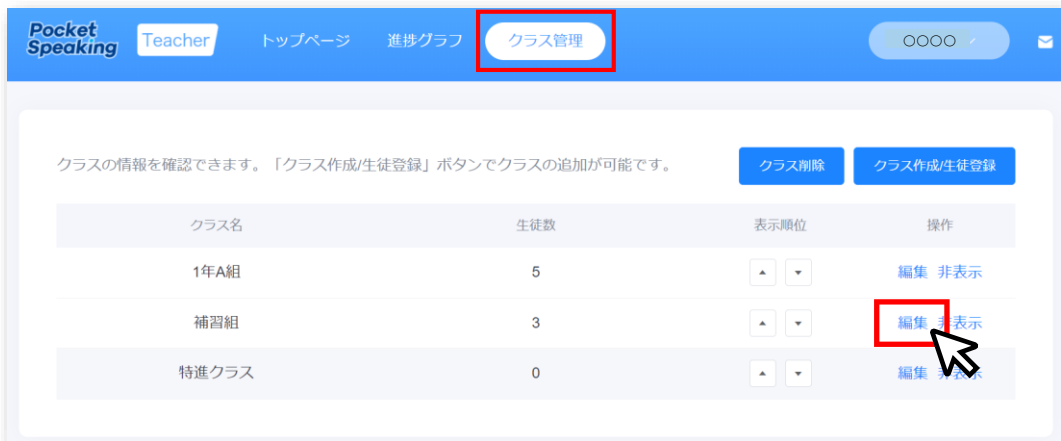 Pocket
Speaking
Teacher トップページ 進捗グラフ クラス管理 ○○○○
クラスの情報を確認できます。「クラス作成/生徒登録」ボタンでクラスの追加が可能です。 クラス削除 クラス作成/生徒登録
クラス名 生徒数 表示順位 操作
1年A組 5 編集 非表示
補習組 3 編集 非表示
特進クラス 0 編集 非表示